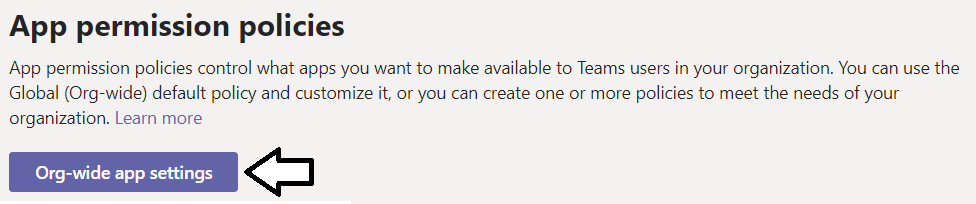 App permission policies
App permission policies control what apps you want to make available to Teams users in your organization. You can use the
Global (Org-wide) default policy and customize it, or you can create one or more policies to meet the needs of your
organization. Learn more
Org-wide app settings